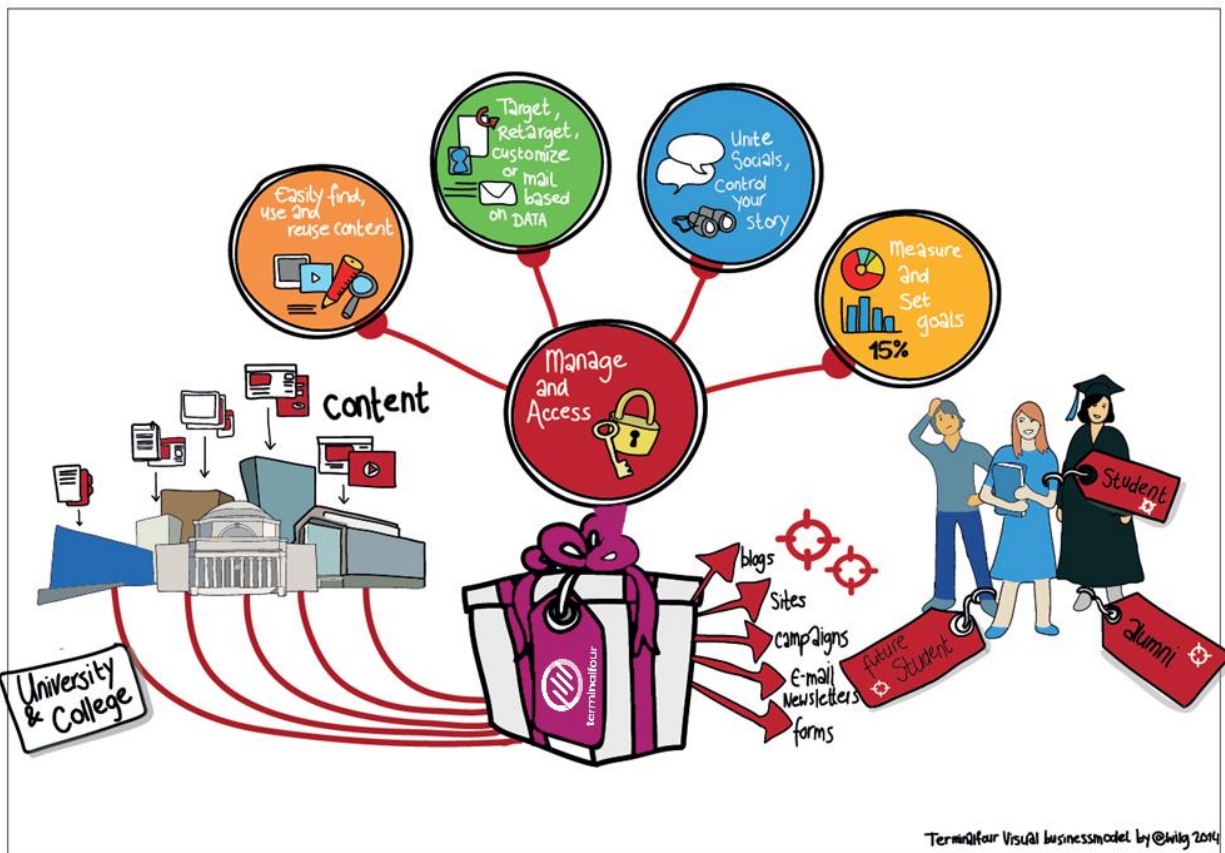 Target,
Retarget,
customize
or
mail
based
on DATA
Unite
Socials,
Control
your
story
Easily find,
use and
reuse content
Measure
and
Set
goals
15%
Manage
and
Access
Content
Student
blogs
Sites
campaigns
E-mail
Newsletters
forms
future
Student
alumni
University
& College
terminalfour
Terminalfour Visual businessmodel by @wilg 2014